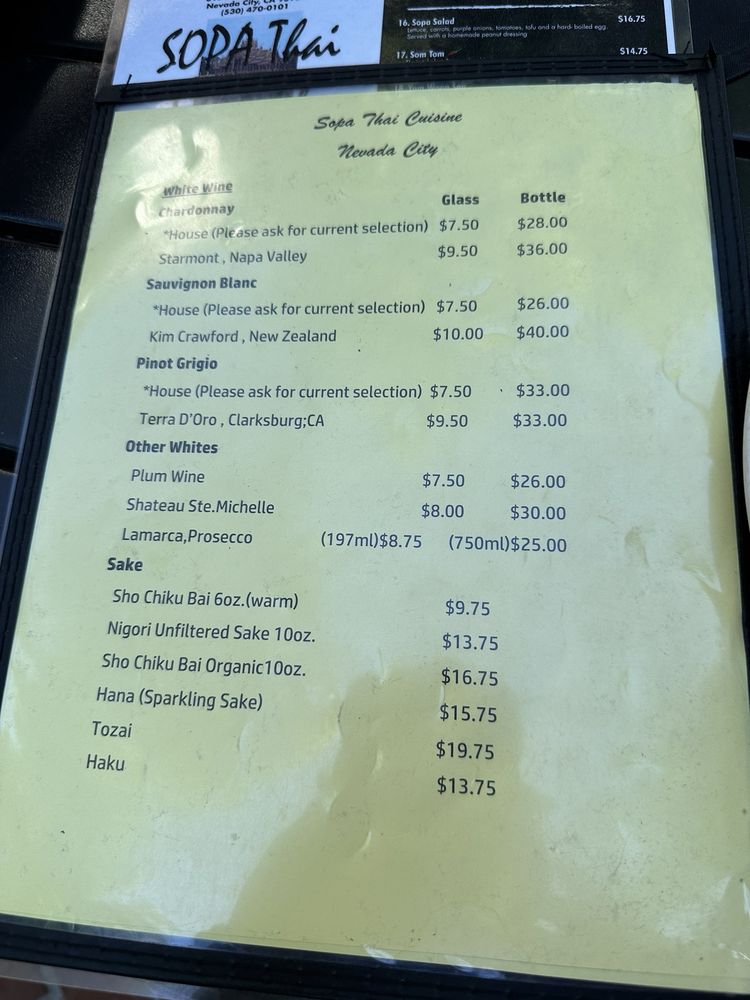 Nevada City, CA
(530) 470-0101
SOPA Thai
16. Sopa Salad $16.75
Lettuce, carrots, purple onions, tomatoes, tofu and a hard- boiled egg.
Served with a homemade peanut dressing
17. Som Tom $14.75
Sopa Thai Cuisine
Nevada City
White Wine
Glass Bottle
Chardonnay
*House (Please ask for current selection) $7.50 $28.00
Starmont , Napa Valley $9.50 $36.00
Sauvignon Blanc
*House (Please ask for current selection) $7.50 $26.00
Kim Crawford , New Zealand $10.00 $40.00
Pinot Grigio
*House (Please ask for current selection) $7.50 $33.00
Terra D'Oro , Clarksburg;CA $9.50 $33.00
Other Whites
Plum Wine $7.50 $26.00
Shateau Ste.Michelle $8.00 $30.00
Lamarca,Prosecco (197ml)$8.75 (750ml)$25.00
Sake
Sho Chiku Bai 6oz.(warm) $9.75
Nigori Unfiltered Sake 10oz. $13.75
Sho Chiku Bai Organic10oz. $16.75
Hana (Sparkling Sake) $15.75
Tozai $19.75
Haku $13.75